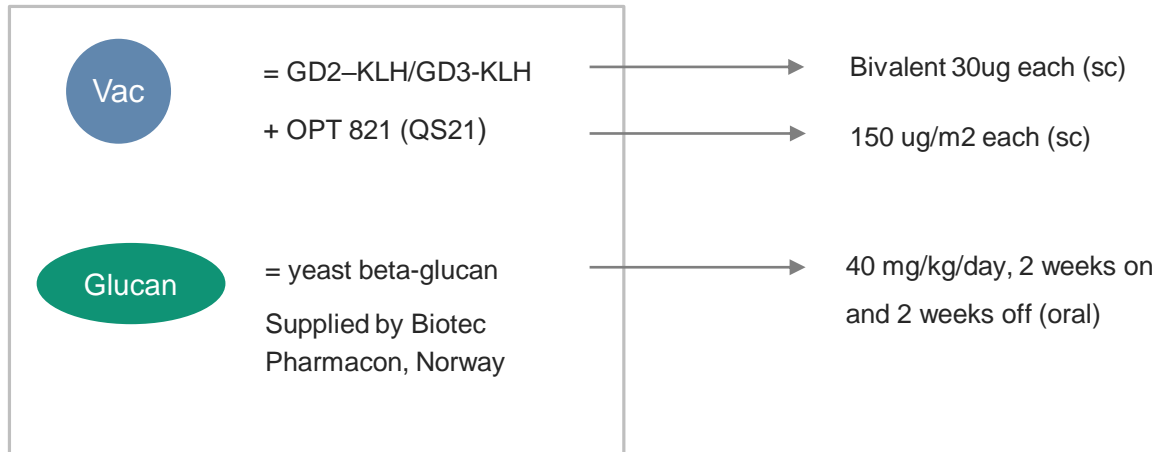 Vac
= GD2–KLH/GD3-KLH
Bivalent 30ug each (sc)
+ OPT 821 (QS21)
150 ug/m2 each (sc)
Glucan
= yeast beta-glucan
40 mg/kg/day, 2 weeks on
and 2 weeks off (oral)
Supplied by Biotec
Pharmacon, Norway